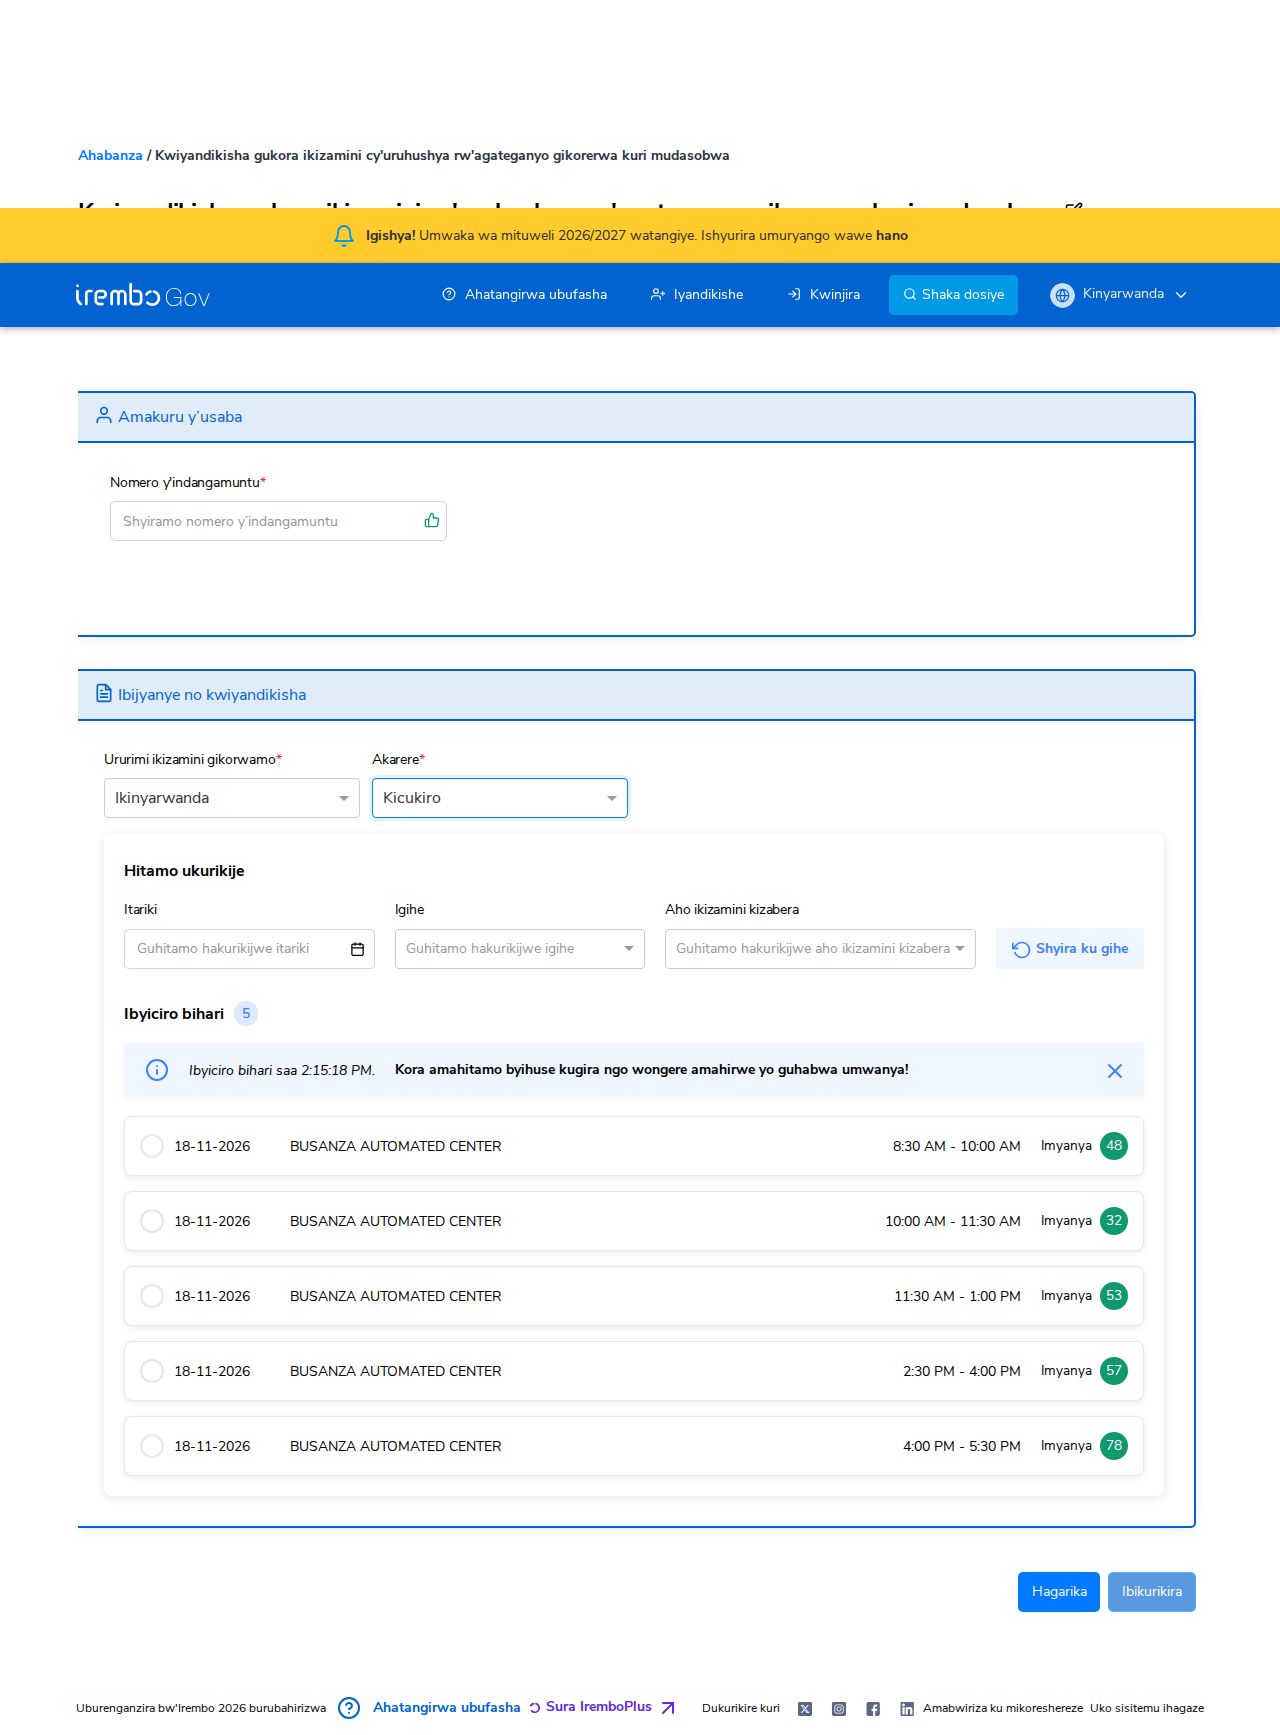 Ahabanza / Kwiyandikisha gukora ikizamini cy'uruhushya rw'agateganyo gikorerwa kuri mudasobwa
Igishya! Umwaka wa mituweli 2026/2027 watangiye. Ishyurira umuryango wawe hano
irembo Gov
Ahatangirwa ubufasha
Iyandikishe
Kwinjira
Shaka dosiye
Kinyarwanda
Amakuru y’usaba
Nomero y'indangamuntu*
Shyiramo nomero y’indangamuntu
Ibijyanye no kwiyandikisha
Ururimi ikizamini gikorwamo*
Akarere*
Ikinyarwanda
Kicukiro
Hitamo ukurikije
Itariki
Igihe
Aho ikizamini kizabera
Guhitamo hakurikijwe itariki
Guhitamo hakurikijwe igihe
Guhitamo hakurikijwe aho ikizamini kizabera
Shyira ku gihe
Ibyiciro bihari 5
Ibyiciro bihari saa 2:15:18 PM. Kora amahitamo byihuse kugira ngo wongere amahirwe yo guhabwa umwanya!
18-11-2026 BUSANZA AUTOMATED CENTER 8:30 AM - 10:00 AM Imyanya 48
18-11-2026 BUSANZA AUTOMATED CENTER 10:00 AM - 11:30 AM Imyanya 32
18-11-2026 BUSANZA AUTOMATED CENTER 11:30 AM - 1:00 PM Imyanya 53
18-11-2026 BUSANZA AUTOMATED CENTER 2:30 PM - 4:00 PM Imyanya 57
18-11-2026 BUSANZA AUTOMATED CENTER 4:00 PM - 5:30 PM Imyanya 78
Hagarika
Ibikurikira
Uburenganzira bw'Irembo 2026 burubahirizwa
Ahatangirwa ubufasha
Sura IremboPlus
Dukurikire kuri
Amabwiriza ku mikoreshereze
Uko sisitemu ihagaze